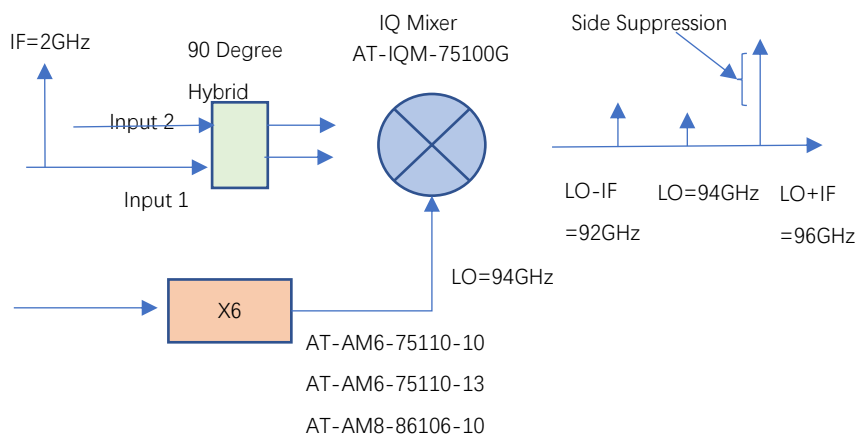 IQ Mixer
AT-IQM-75100G
Side Suppression
IF=2GHz
90 Degree
Hybrid
Input 2
Input 1
LO-IF
=92GHz
LO=94GHz
LO+IF
=96GHz
LO=94GHz
X6
AT-AM6-75110-10
AT-AM6-75110-13
AT-AM8-86106-10